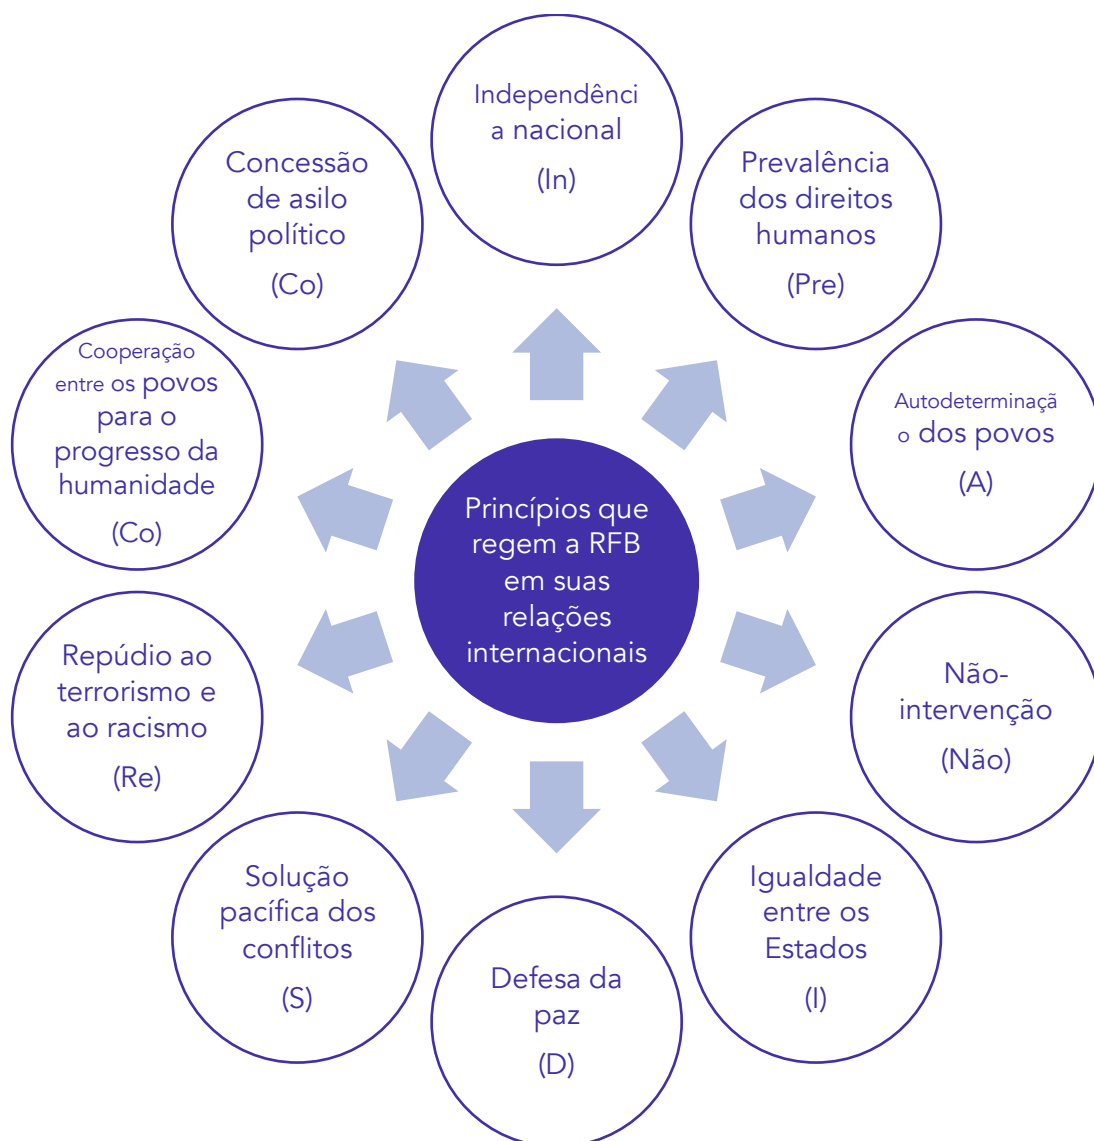 Independênci
a nacional
(In)
Prevalência
dos direitos
humanos
(Pre)
Autodeterminaçã
o dos povos
(A)
Não-
intervenção
(Não)
Igualdade
entre os
Estados
(I)
Defesa da
paz
(D)
Solução
pacífica dos
conflitos
(S)
Repúdio ao
terrorismo e
ao racismo
(Re)
Cooperação
entre os povos
para o
progresso da
humanidade
(Co)
Concessão
de asilo
político
(Co)
Princípios que
regem a RFB
em suas
relações
internacionais